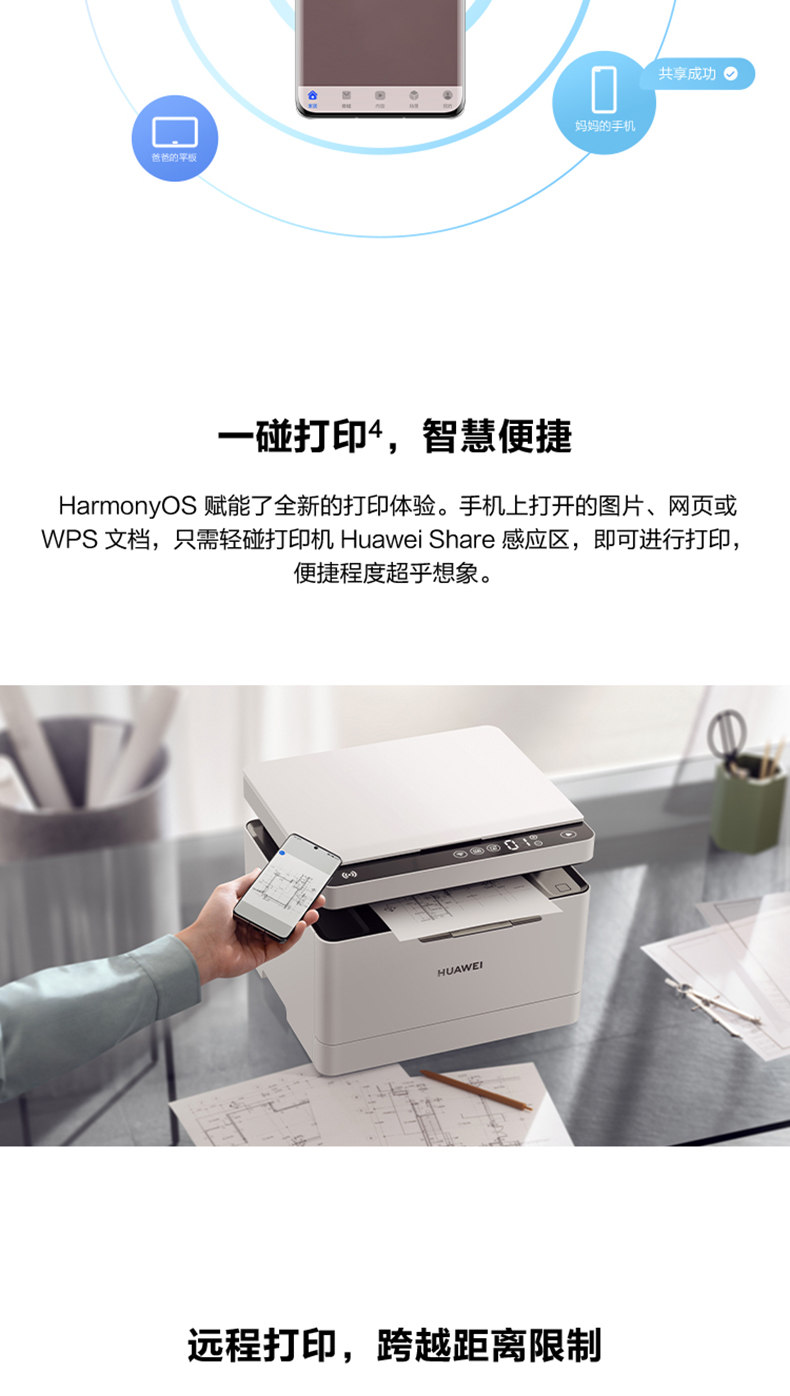 共享成功
妈妈的手机
爸爸的平板
一碰打印4，智慧便捷
HarmonyOS 赋能了全新的打印体验。手机上打开的图片、网页或
WPS 文档，只需轻碰打印机 Huawei Share 感应区，即可进行打印，
便捷程度超乎想象。
01
HUAWEI
远程打印，跨越距离限制